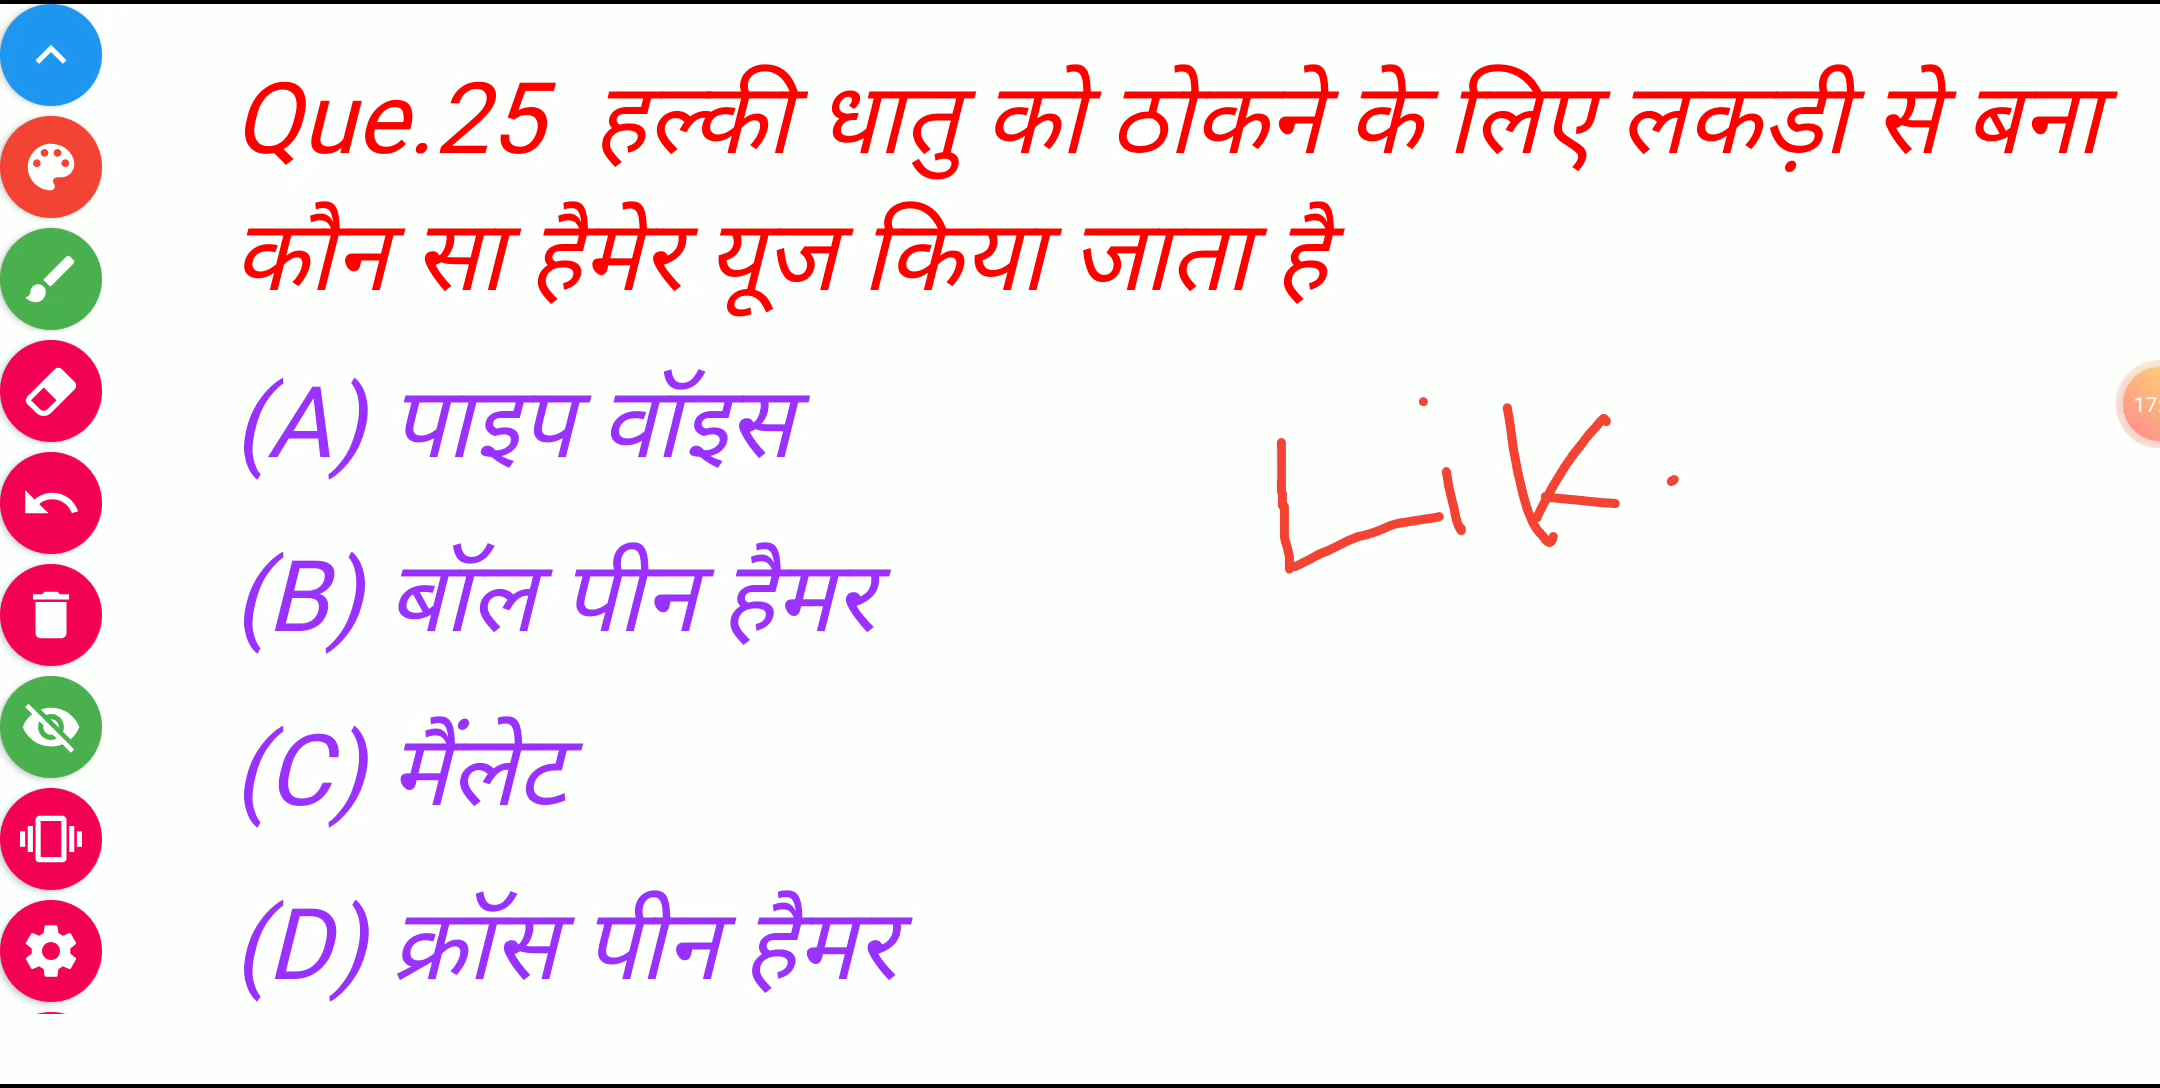 Que.25 हल्की धातु को ठोकने के लिए लकड़ी से बना
कौन सा हैमेर यूज किया जाता है
(A) पाइप वॉइस
(B) बॉल पीन हैमर
(C) मैंलेट
(D) क्रॉस पीन हैमर
LiK.